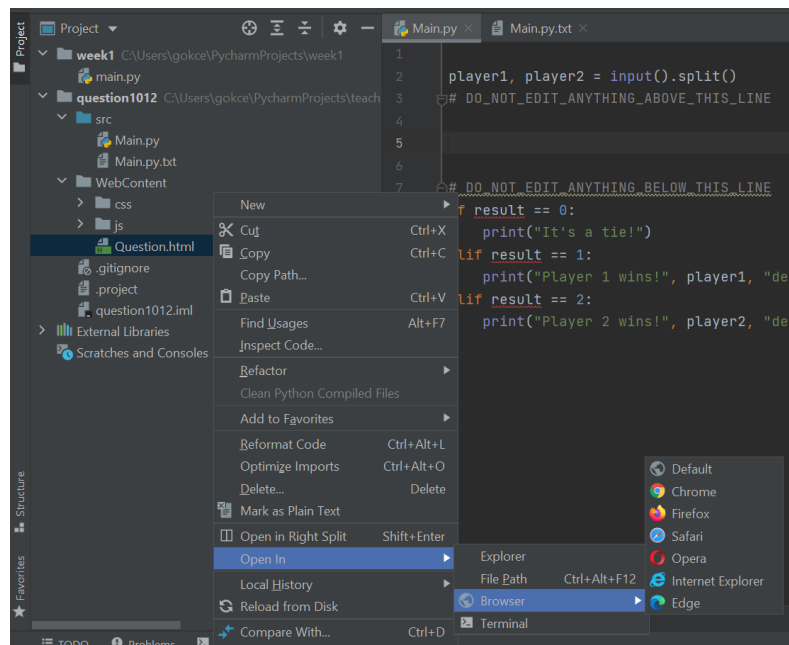 Project
Main.py
Main.py.txt
Project
week1 C:\Users\gokce\PycharmProjects\week1
main.py
question1012 C:\Users\gokce\PycharmProjects\teach
src
Main.py
Main.py.txt
WebContent
css
js
Question.html
.gitignore
.project
question1012.iml
External Libraries
Scratches and Consoles
Structure
Favorites
1
2 player1, player2 = input().split()
3 # DO_NOT_EDIT_ANYTHING_ABOVE_THIS_LINE
4
5
6
7 # DO_NOT_EDIT_ANYTHING_BELOW_THIS_LINE
f result == 0:
print("It's a tie!")
lif result == 1:
print("Player 1 wins!", player1, "de
lif result == 2:
print("Player 2 wins!", player2, "de
New
Cut Ctrl+X
Copy Ctrl+C
Copy Path...
Paste Ctrl+V
Find Usages Alt+F7
Inspect Code...
Refactor
Clean Python Compiled Files
Add to Favorites
Reformat Code Ctrl+Alt+L
Optimize Imports Ctrl+Alt+O
Delete... Delete
Mark as Plain Text
Open in Right Split Shift+Enter
Open In
Local History
Reload from Disk
Compare With... Ctrl+D
Explorer
File Path Ctrl+Alt+F12
Browser
Terminal
Default
Chrome
Firefox
Safari
Opera
Internet Explorer
Edge
TODO
Problems